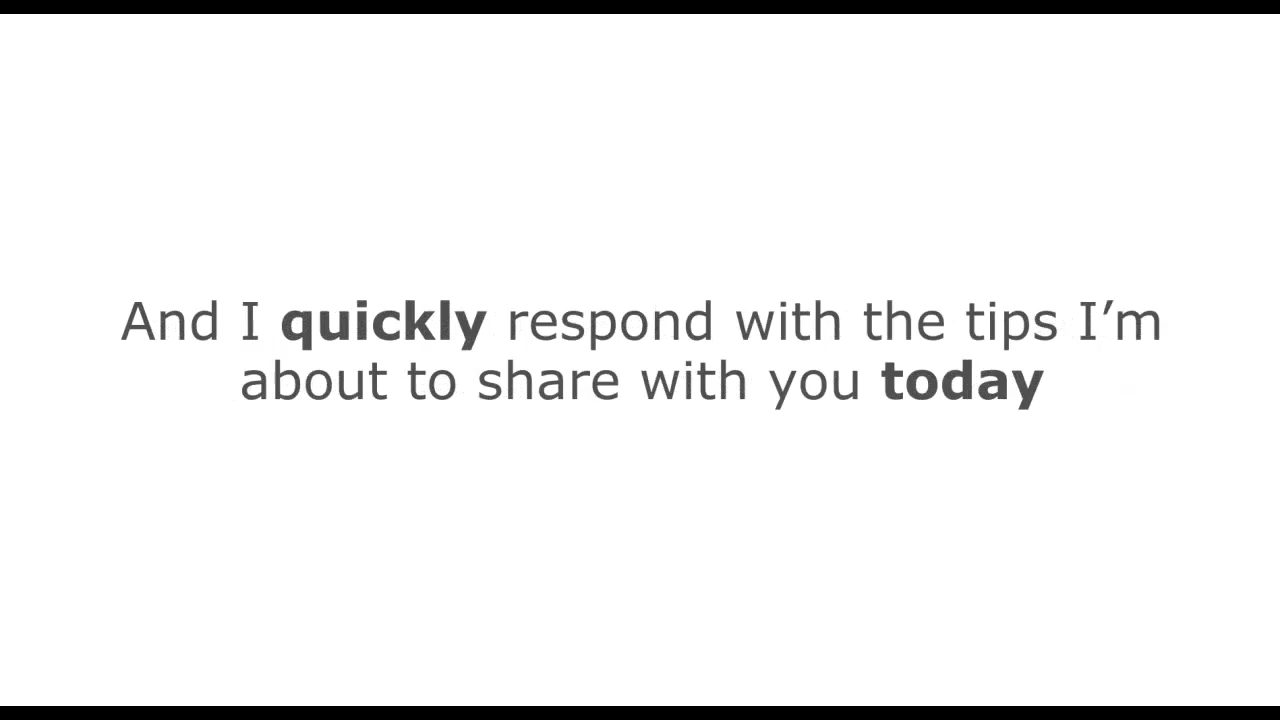 And I quickly respond with the tips I’m
about to share with you today